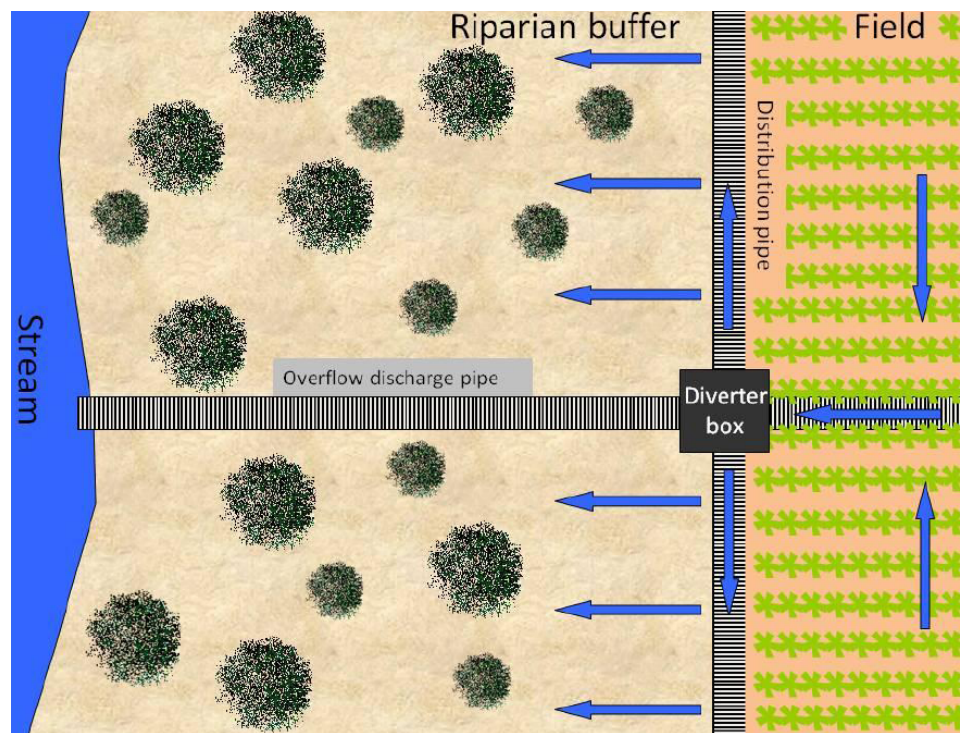 Riparian buffer
Field
Distribution pipe
Stream
Overflow discharge pipe
Diverter
box